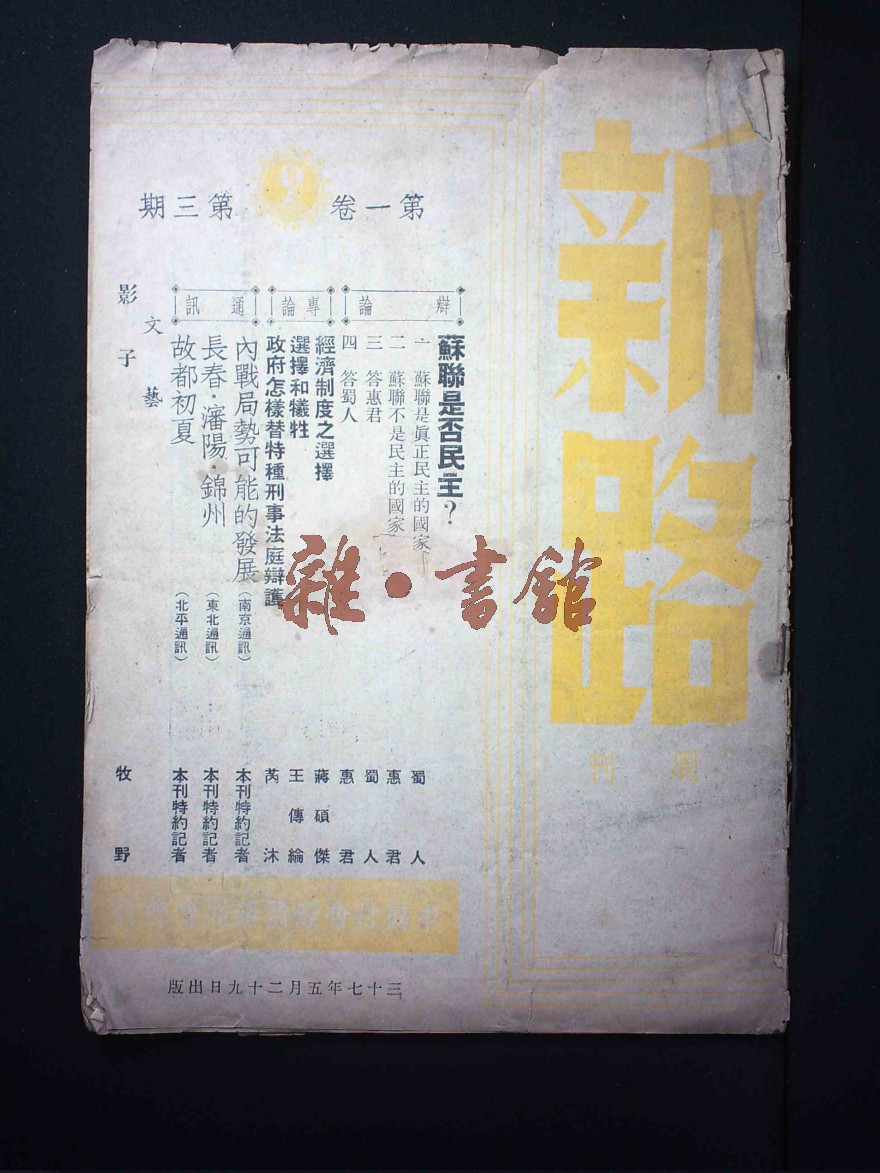 新路
周刊
第一卷 第三期
辯論
蘇聯是否民主？
一 蘇聯是眞正民主的國家 蜀人
二 蘇聯不是民主的國家 惠君
三 答惠君 蜀人
四 答蜀人 惠君
專論
經濟制度之選擇 蔣碩傑
選擇和犧牲 王傳綸
政府怎樣替特種刑事法庭辯護 芮沐
通訊
內戰局勢可能的發展（南京通訊） 本刊特約記者
長春·瀋陽·錦州（東北通訊） 本刊特約記者
故都初夏（北平通訊） 本刊特約記者
文藝
影子 牧野
三十七年五月二十九日出版
雜·書館